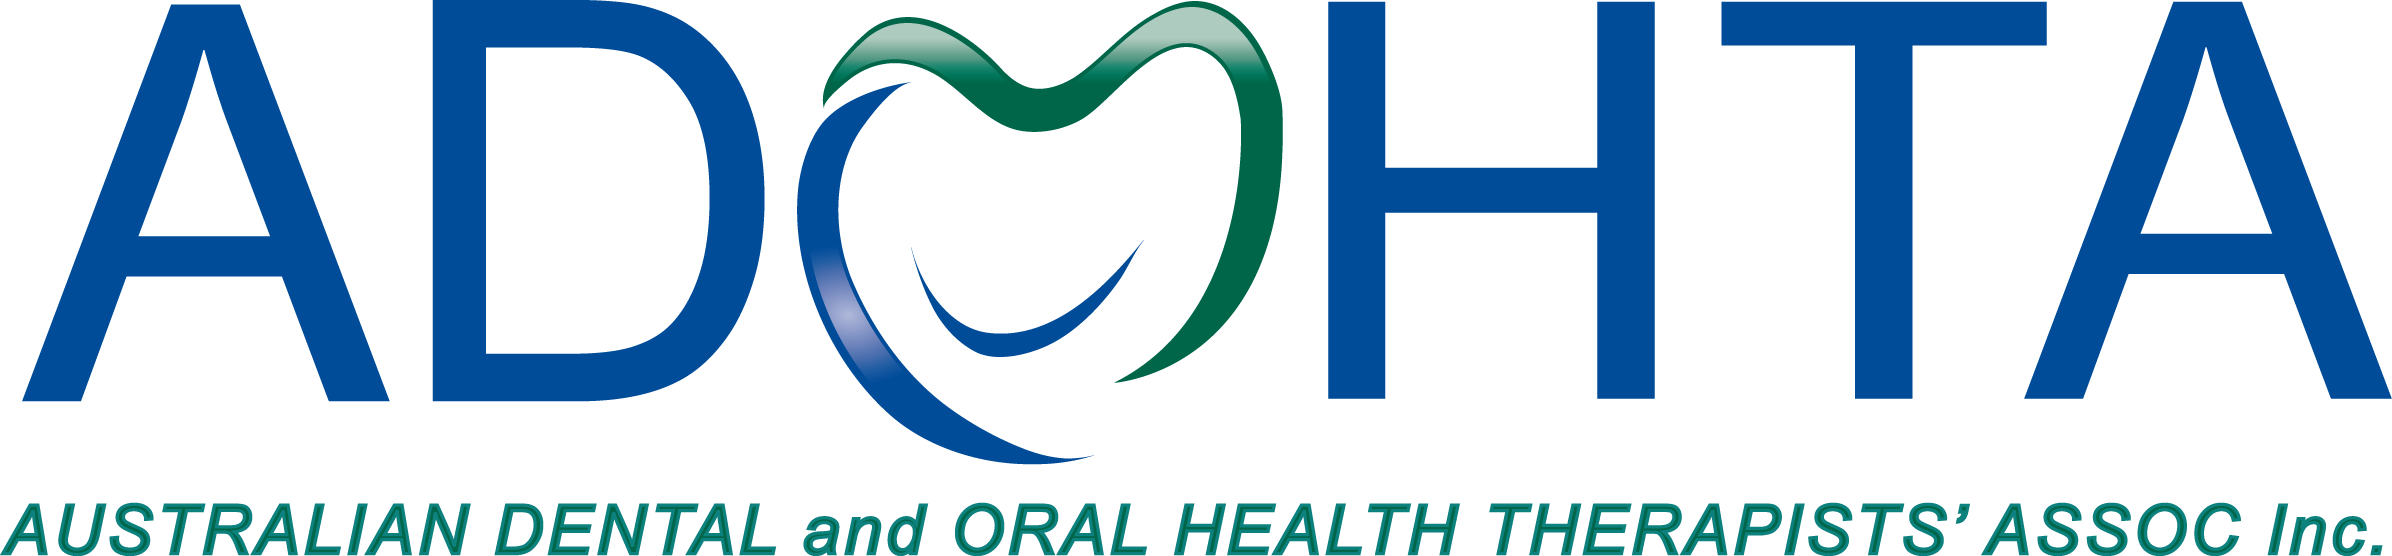 ADOHTA
AUSTRALIAN DENTAL and ORAL HEALTH THERAPISTS’ ASSOC Inc.